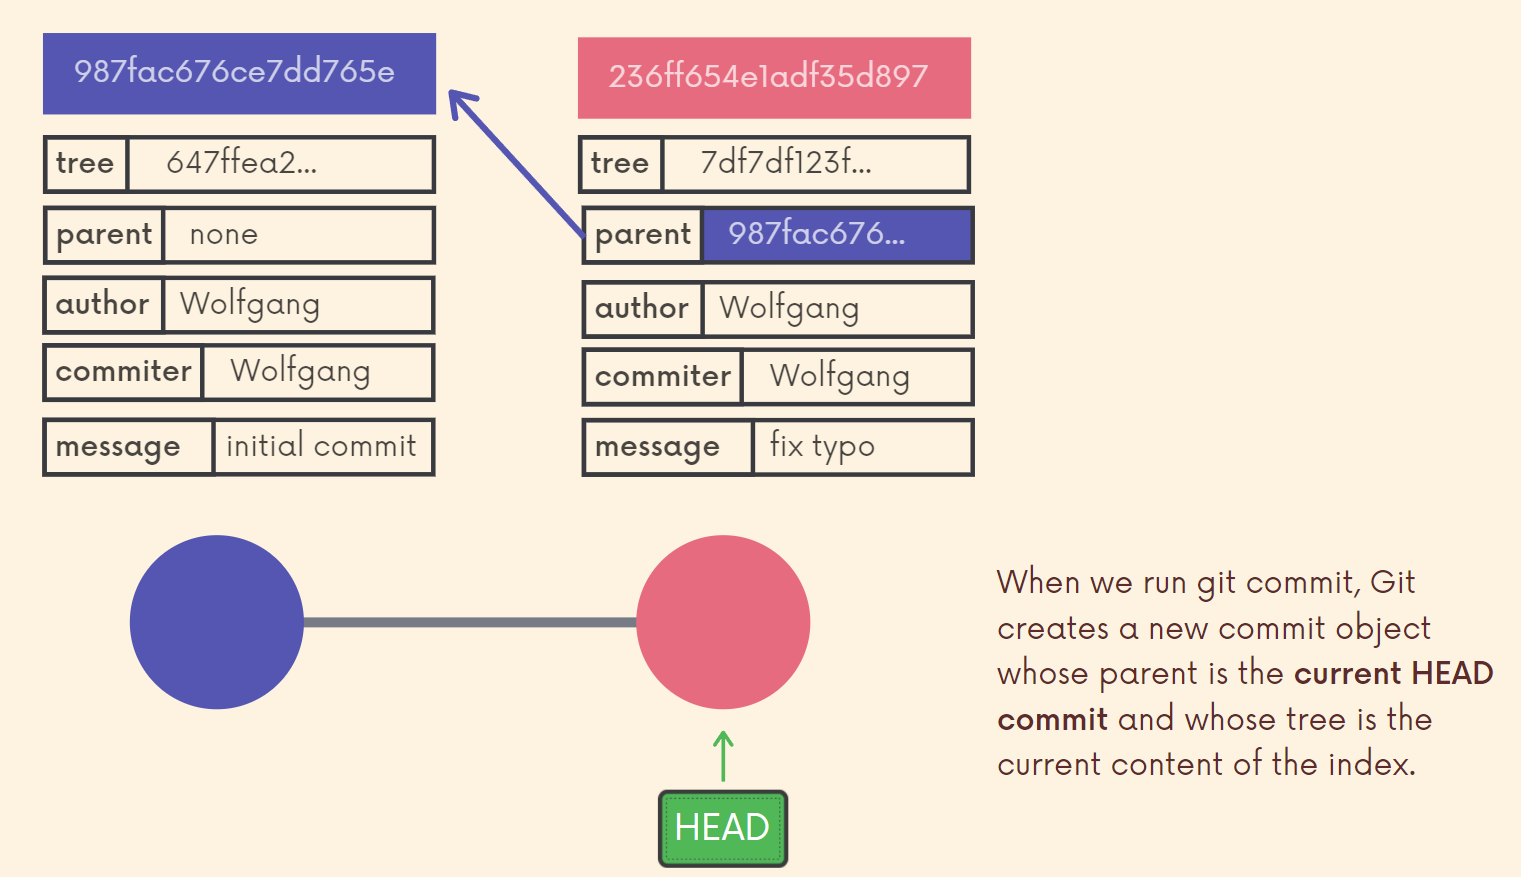 987fac676ce7dd765e
tree 647ffea2...
parent none
author Wolfgang
commiter Wolfgang
message initial commit
236ff654e1adf35d897
tree 7df7df123f...
parent 987fac676...
author Wolfgang
commiter Wolfgang
message fix typo
When we run git commit, Git
creates a new commit object
whose parent is the current HEAD
commit and whose tree is the
current content of the index.
HEAD